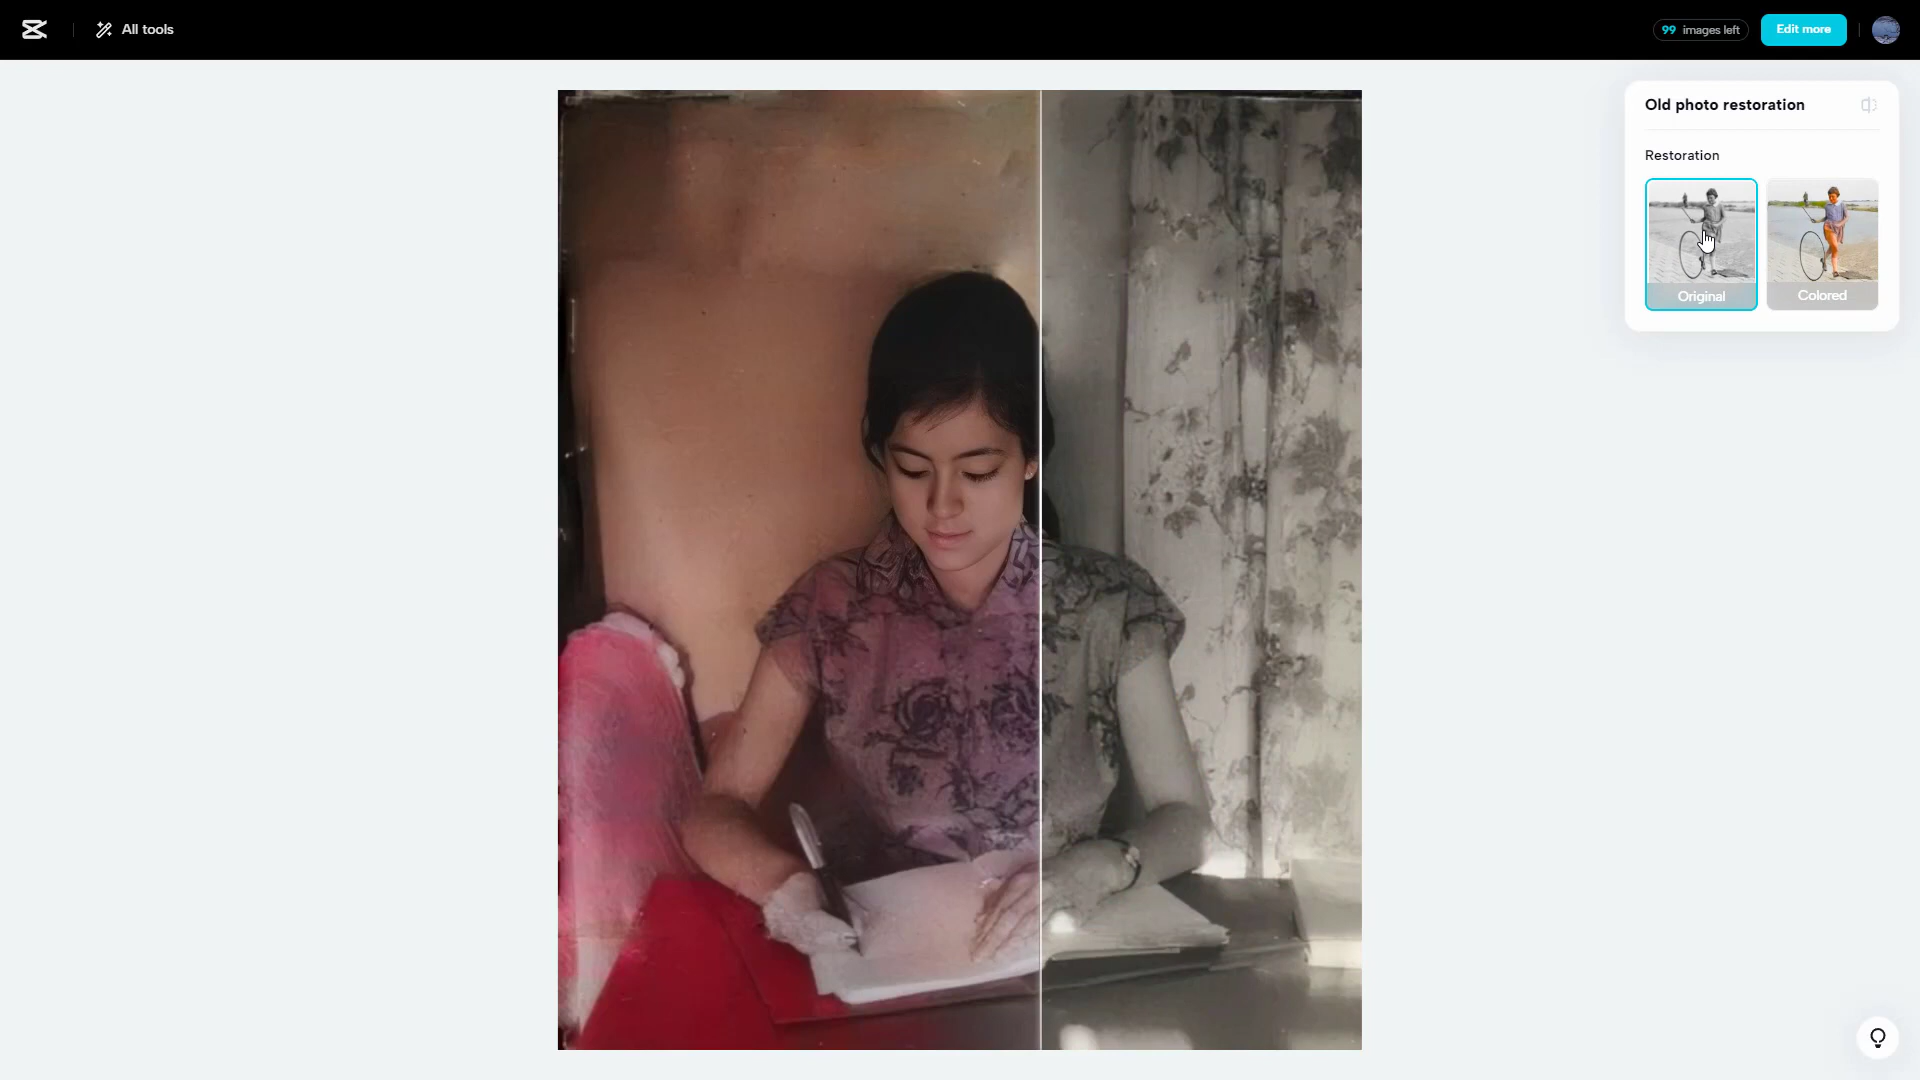 All tools
99 images left
Edit more
Old photo restoration
Restoration
Original
Colored